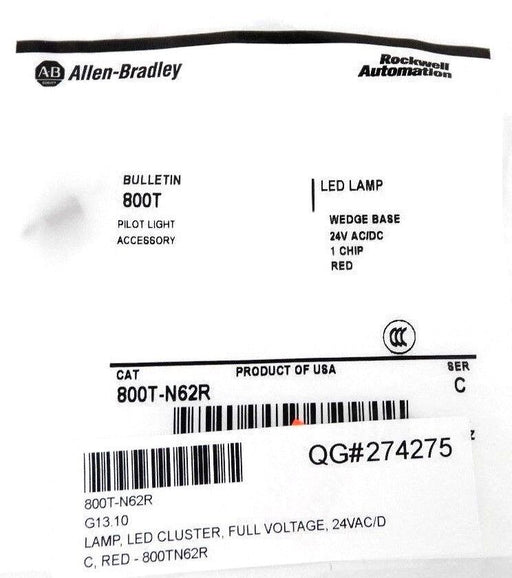 AB Allen-Bradley
Rockwell
Automation
BULLETIN
800T
PILOT LIGHT
ACCESSORY
LED LAMP
WEDGE BASE
24V AC/DC
1 CHIP
RED
CCC
CAT
PRODUCT OF USA
SER
800T-N62R
C
Z
QG#274275
800T-N62R
G13.10
LAMP, LED CLUSTER, FULL VOLTAGE, 24VAC/D
C, RED - 800TN62R